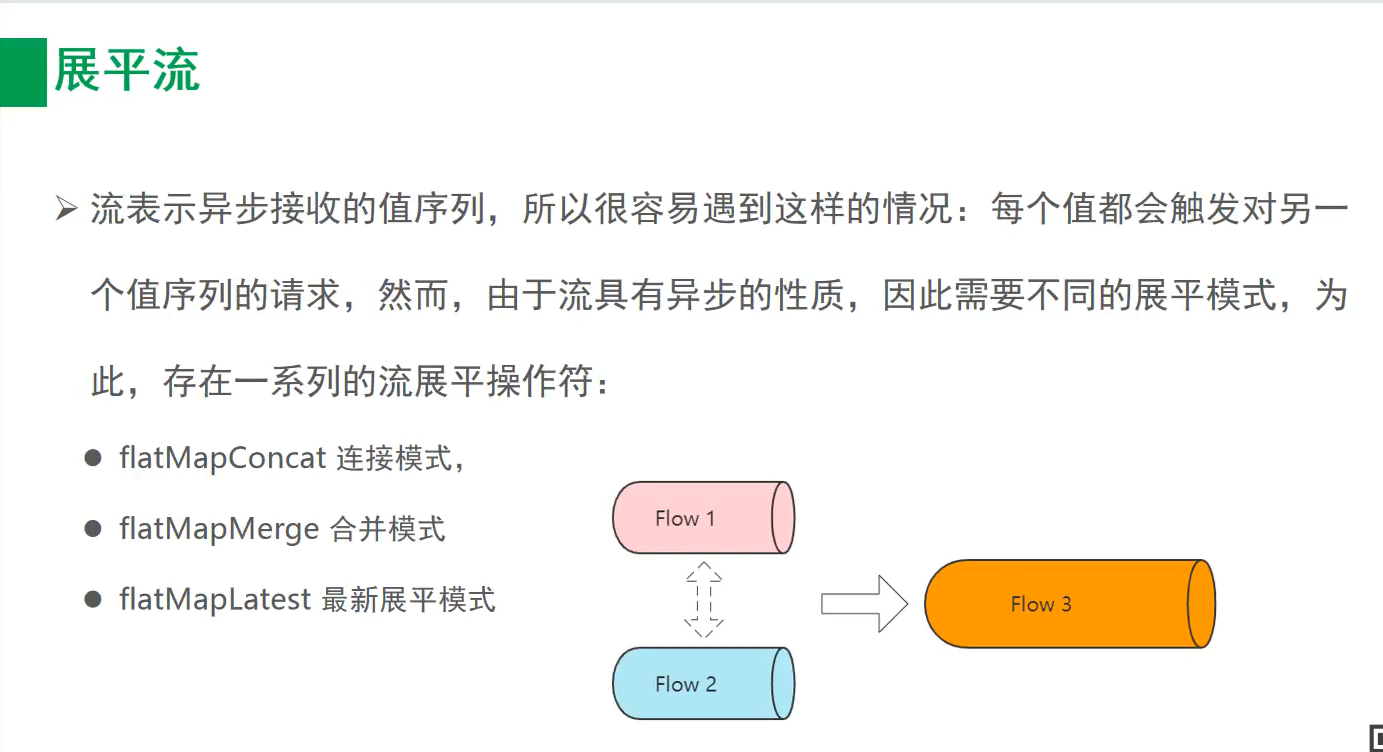 展平流
流表示异步接收的值序列，所以很容易遇到这样的情况：每个值都会触发对另一
个值序列的请求，然而，由于流具有异步的性质，因此需要不同的展平模式，为
此，存在一系列的流展平操作符：
flatMapConcat 连接模式，
flatMapMerge 合并模式
flatMapLatest 最新展平模式
Flow 1
Flow 2
Flow 3